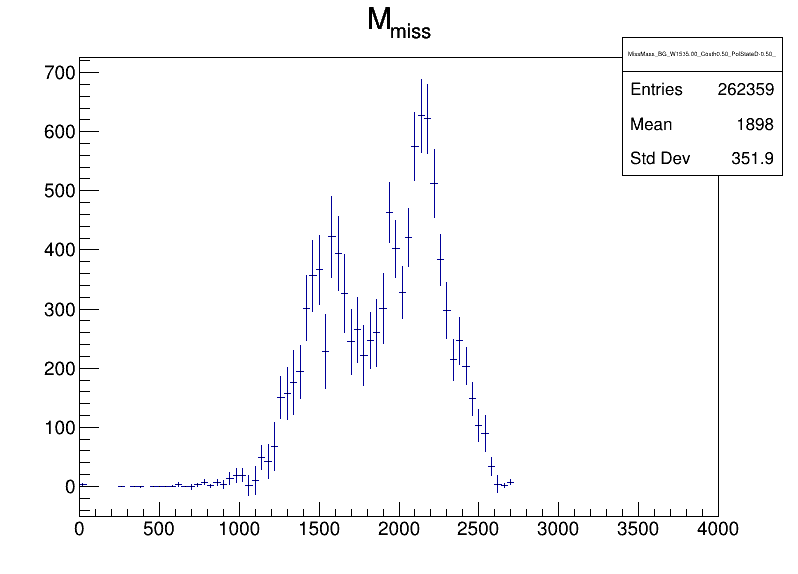 M_miss
MissMass_BG_W1535.00_Costh0.50_PolStateD-0.50_
Entries 262359
Mean 1898
Std Dev 351.9
700
600
500
400
300
200
100
0
0 500 1000 1500 2000 2500 3000 3500 4000